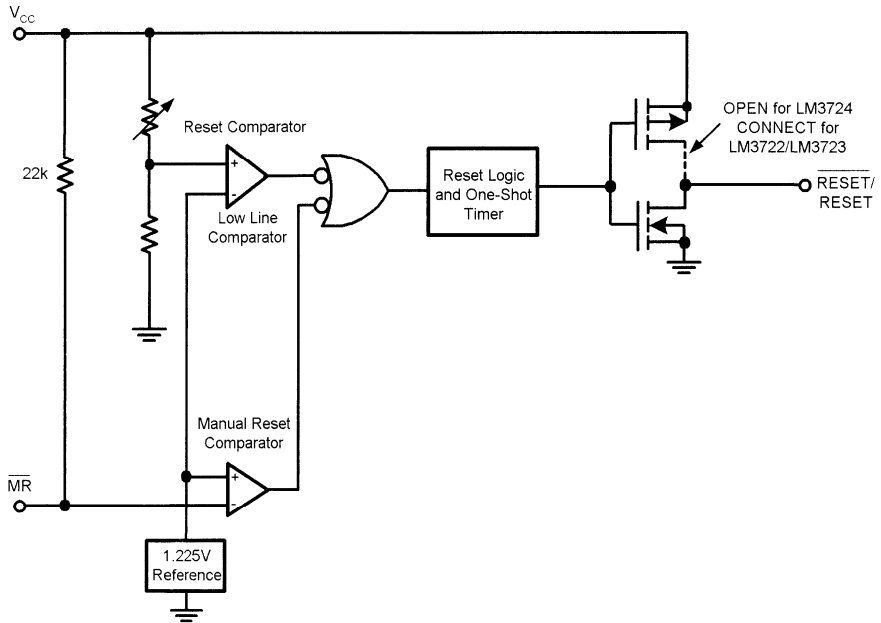 VCC
OPEN for LM3724
CONNECT for
LM3722/LM3723
Reset Comparator
22k
+
-
Low Line
Comparator
Reset Logic
and One-Shot
Timer
RESET/
RESET
Manual Reset
Comparator
MR
+
-
1.225V
Reference